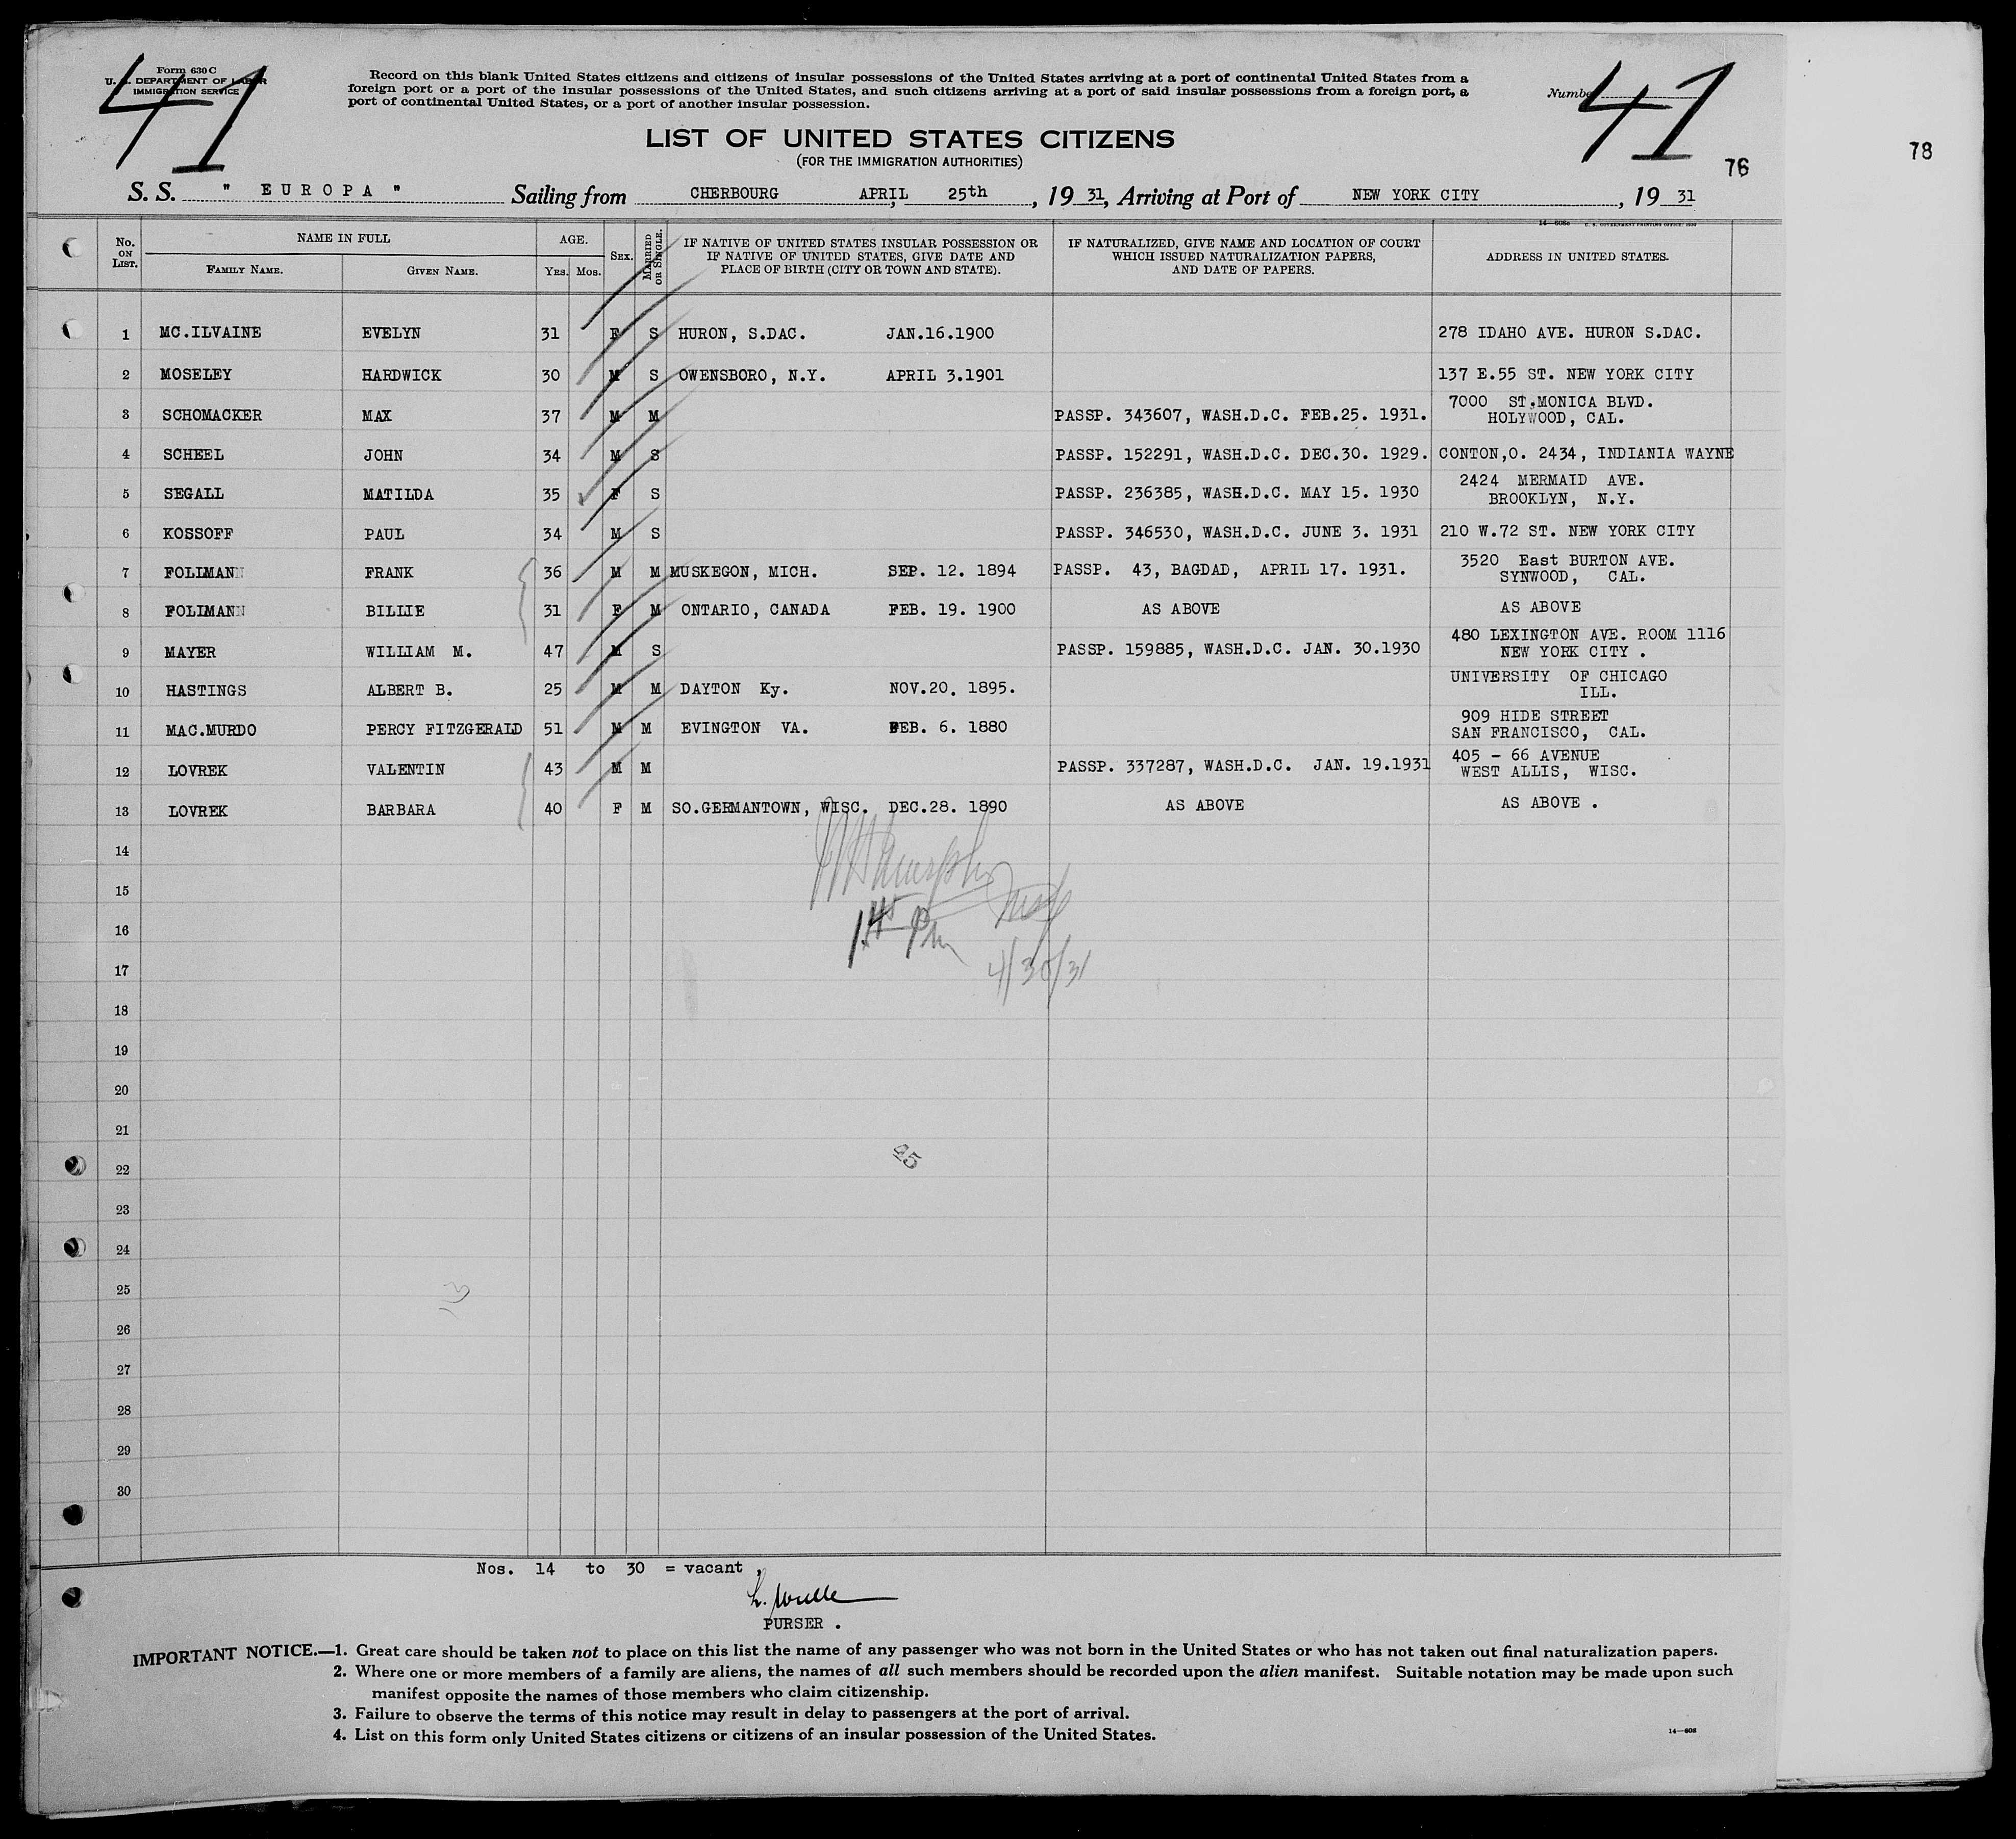 41
Form 630 C
U. S. DEPARTMENT OF LABOR
IMMIGRATION SERVICE
Record on this blank United States citizens and citizens of insular possessions of the United States arriving at a port of continental United States from a
foreign port or a port of the insular possessions of the United States, and such citizens arriving at a port of said insular possessions from a foreign port, a
port of continental United States, or a port of another insular possession.
Number
41
LIST OF UNITED STATES CITIZENS
(FOR THE IMMIGRATION AUTHORITIES)
76
78
S. S. " EUROPA " Sailing from CHERBOURG APRIL, 25th, 19 31, Arriving at Port of NEW YORK CITY, 19 31
14—608c U. S. GOVERNMENT PRINTING OFFICE: 1930
No. ON LIST.
NAME IN FULL
FAMILY NAME. GIVEN NAME.
AGE.
YRS. MOS.
SEX.
MARRIED OR SINGLE.
IF NATIVE OF UNITED STATES INSULAR POSSESSION OR
IF NATIVE OF UNITED STATES, GIVE DATE AND
PLACE OF BIRTH (CITY OR TOWN AND STATE).
IF NATURALIZED, GIVE NAME AND LOCATION OF COURT
WHICH ISSUED NATURALIZATION PAPERS,
AND DATE OF PAPERS.
ADDRESS IN UNITED STATES.
1 MC.ILVAINE EVELYN 31 F S HURON, S.DAC. JAN.16.1900 278 IDAHO AVE. HURON S.DAC.
2 MOSELEY HARDWICK 30 M S OWENSBORO, N.Y. APRIL 3.1901 137 E.55 ST. NEW YORK CITY
3 SCHOMACKER MAX 37 M M PASSP. 343607, WASH.D.C. FEB.25. 1931. 7000 ST.MONICA BLVD.
HOLYWOOD, CAL.
4 SCHEEL JOHN 34 M S PASSP. 152291, WASH.D.C. DEC.30. 1929. CONTON,O. 2434, INDIANIA WAYNE
5 SEGALL MATILDA 35 F S PASSP. 236385, WASH.D.C. MAY 15. 1930 2424 MERMAID AVE.
BROOKLYN, N.Y.
6 KOSSOFF PAUL 34 M S PASSP. 346530, WASH.D.C. JUNE 3. 1931 210 W.72 ST. NEW YORK CITY
7 FOLLMANN FRANK 36 M M MUSKEGON, MICH. SEP. 12. 1894 PASSP. 43, BAGDAD, APRIL 17. 1931. 3520 East BURTON AVE.
SYNWOOD, CAL.
8 FOLLMANN BILLIE 31 F M ONTARIO, CANADA FEB. 19. 1900 AS ABOVE AS ABOVE
9 MAYER WILLIAM M. 47 M S PASSP. 159885, WASH.D.C. JAN. 30.1930 480 LEXINGTON AVE. ROOM 1116
NEW YORK CITY .
10 HASTINGS ALBERT B. 25 M M DAYTON Ky. NOV.20. 1895. UNIVERSITY OF CHICAGO
ILL.
11 MAC.MURDO PERCY FITZGERALD 51 M M EVINGTON VA. FEB. 6. 1880 909 HIDE STREET
SAN FRANCISCO, CAL.
12 LOVREK VALENTIN 43 M M PASSP. 337287, WASH.D.C. JAN. 19.1931 405 - 66 AVENUE
WEST ALLIS, WISC.
13 LOVREK BARBARA 40 F M SO.GERMANTOWN, WISC. DEC.28. 1890 AS ABOVE AS ABOVE .
14
15
16
17
4/30/31
18
19
20
21
22
45
23
24
25
26
27
28
29
30
Nos. 14 to 30 = vacant ,
PURSER .
IMPORTANT NOTICE.—1. Great care should be taken not to place on this list the name of any passenger who was not born in the United States or who has not taken out final naturalization papers.
2. Where one or more members of a family are aliens, the names of all such members should be recorded upon the alien manifest. Suitable notation may be made upon such
manifest opposite the names of those members who claim citizenship.
3. Failure to observe the terms of this notice may result in delay to passengers at the port of arrival.
4. List on this form only United States citizens or citizens of an insular possession of the United States.
14—608